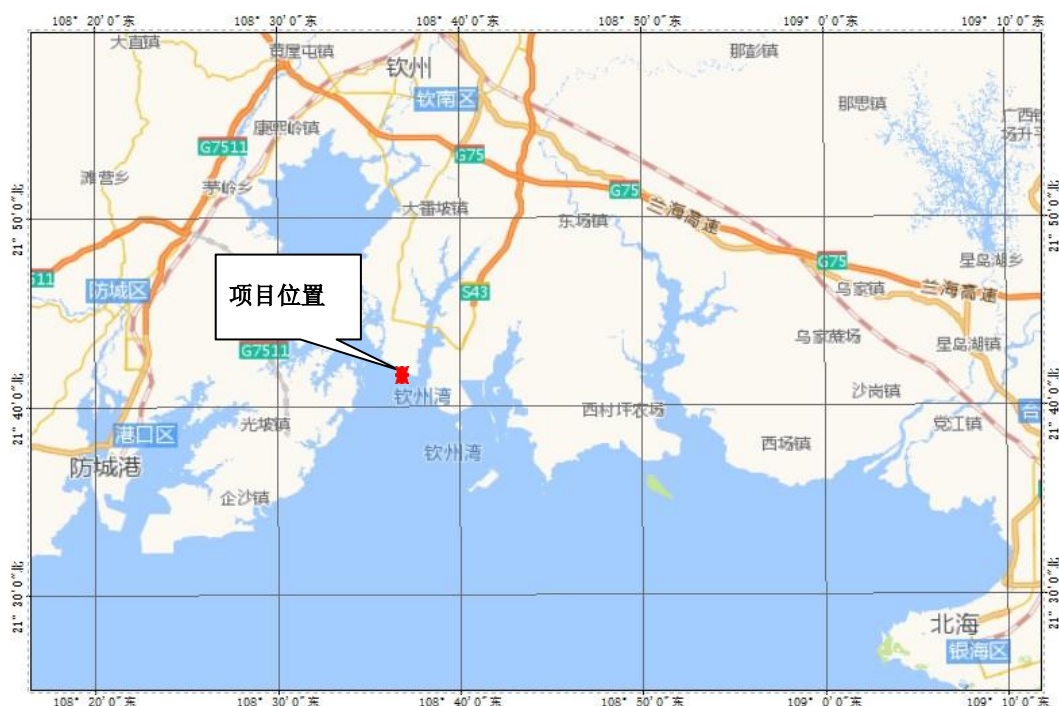 108° 20′0″东
108° 30′0″东
108° 40′0″东
108° 50′0″东
109° 0′0″东
109° 10′0″东
大直镇
黄屋屯镇
钦州
那彭镇
钦南区
那思镇
康熙岭镇
G7511
G75
滩营乡
茅岭乡
G75
大番坡镇
东场镇
兰海高速
21° 50′0″北
21° 50′0″北
G75
星岛湖乡
511
防城区
项目位置
S43
乌家镇
兰海高速
G7511
乌家蔗场
星岛湖镇
钦州湾
沙岗镇
21° 40′0″北
21° 40′0″北
西村坪农场
台
光坡镇
党江镇
港口区
西场镇
钦州湾
防城港
企沙镇
21° 30′0″北
21° 30′0″北
北海
银海区
108° 20′0″东
108° 30′0″东
108° 40′0″东
108° 50′0″东
109° 0′0″东
109° 10′0″东